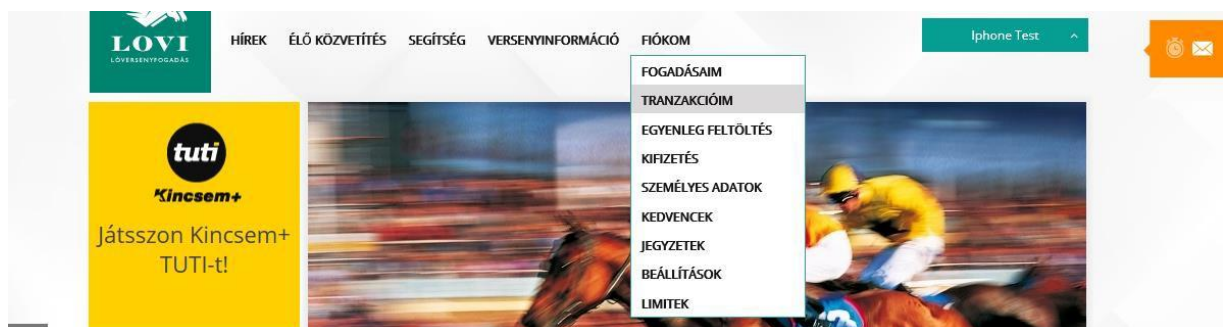 LOVI
LÓVERSENYFOGADÁS
HÍREK ÉLŐ KÖZVETÍTÉS SEGÍTSÉG VERSENYINFORMÁCIÓ FIÓKOM
Iphone Test
FOGADÁSAIM
TRANZAKCIÓIM
EGYENLEG FELTÖLTÉS
KIFIZETÉS
SZEMÉLYES ADATOK
KEDVENCEK
JEGYZETEK
BEÁLLÍTÁSOK
LIMITEK
tuti
Kincsem+
Játsszon Kincsem+
TUTI-t!